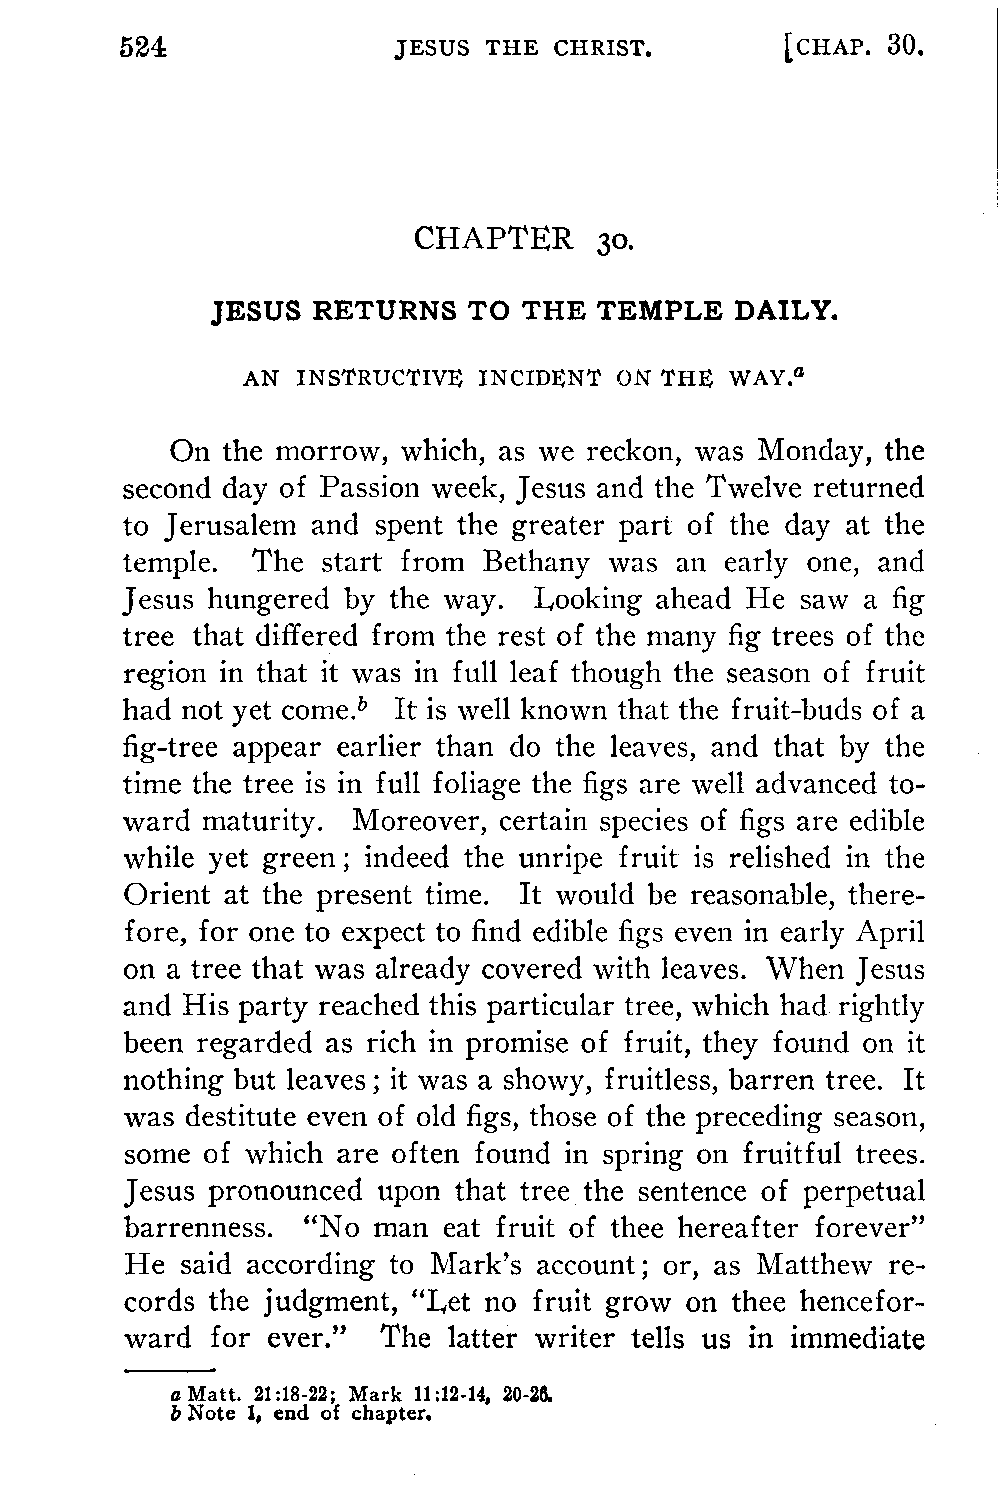 524 JESUS THE CHRIST. [CHAP. 30.
CHAPTER 30.
JESUS RETURNS TO THE TEMPLE DAILY.
AN INSTRUCTIVE INCIDENT ON THE WAY.a
On the morrow, which, as we reckon, was Monday, the
second day of Passion week, Jesus and the Twelve returned
to Jerusalem and spent the greater part of the day at the
temple. The start from Bethany was an early one, and
Jesus hungered by the way. Looking ahead He saw a fig
tree that differed from the rest of the many fig trees of the
region in that it was in full leaf though the season of fruit
had not yet come.b It is well known that the fruit-buds of a
fig-tree appear earlier than do the leaves, and that by the
time the tree is in full foliage the figs are well advanced to-
ward maturity. Moreover, certain species of figs are edible
while yet green; indeed the unripe fruit is relished in the
Orient at the present time. It would be reasonable, there-
fore, for one to expect to find edible figs even in early April
on a tree that was already covered with leaves. When Jesus
and His party reached this particular tree, which had rightly
been regarded as rich in promise of fruit, they found on it
nothing but leaves; it was a showy, fruitless, barren tree. It
was destitute even of old figs, those of the preceding season,
some of which are often found in spring on fruitful trees.
Jesus pronounced upon that tree the sentence of perpetual
barrenness. "No man eat fruit of thee hereafter forever"
He said according to Mark's account; or, as Matthew re-
cords the judgment, "Let no fruit grow on thee hencefor-
ward for ever." The latter writer tells us in immediate
a Matt. 21:18-22; Mark 11:12-14, 20-26.
b Note 1, end of chapter.